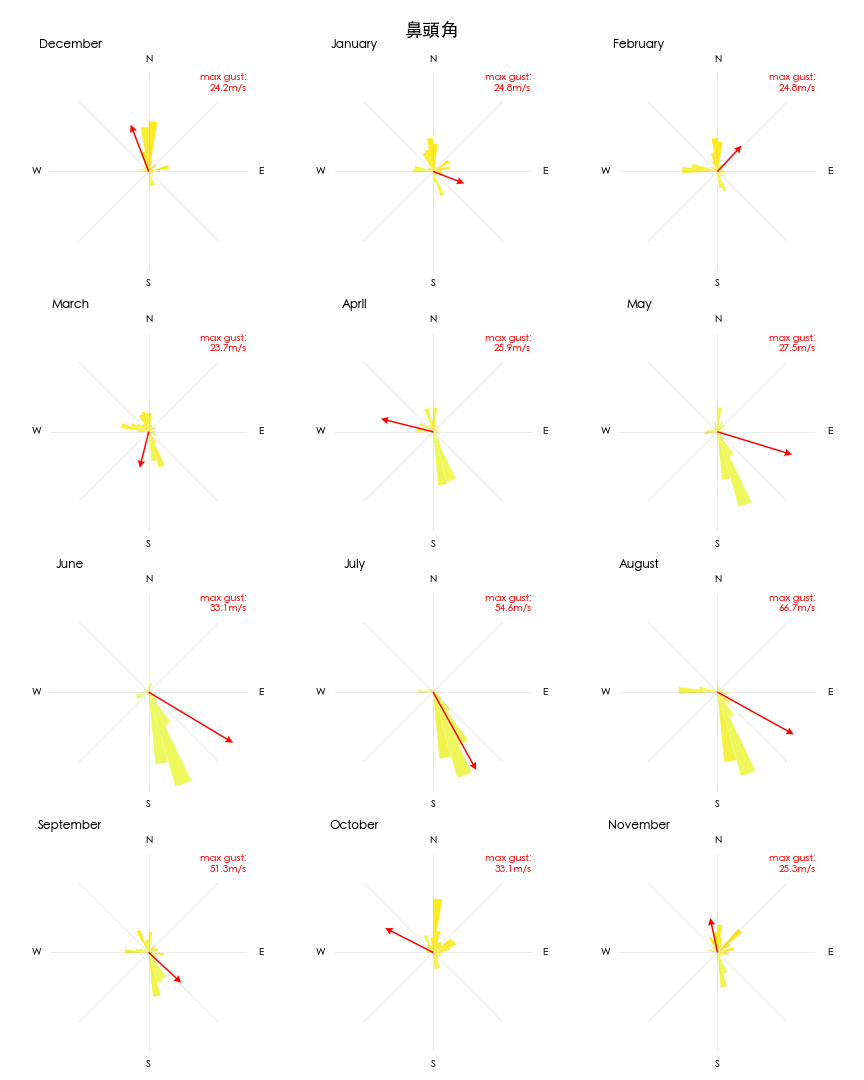 鼻頭角
December
N
max gust:
24.2m/s
W
E
S
January
N
max gust:
24.8m/s
W
E
S
February
N
max gust:
24.8m/s
W
E
S
March
N
max gust:
23.7m/s
W
E
S
April
N
max gust:
25.9m/s
W
E
S
May
N
max gust:
27.5m/s
W
E
S
June
N
max gust:
33.1m/s
W
E
S
July
N
max gust:
54.6m/s
W
E
S
August
N
max gust:
66.7m/s
W
E
S
September
N
max gust:
51.3m/s
W
E
S
October
N
max gust:
33.1m/s
W
E
S
November
N
max gust:
25.3m/s
W
E
S